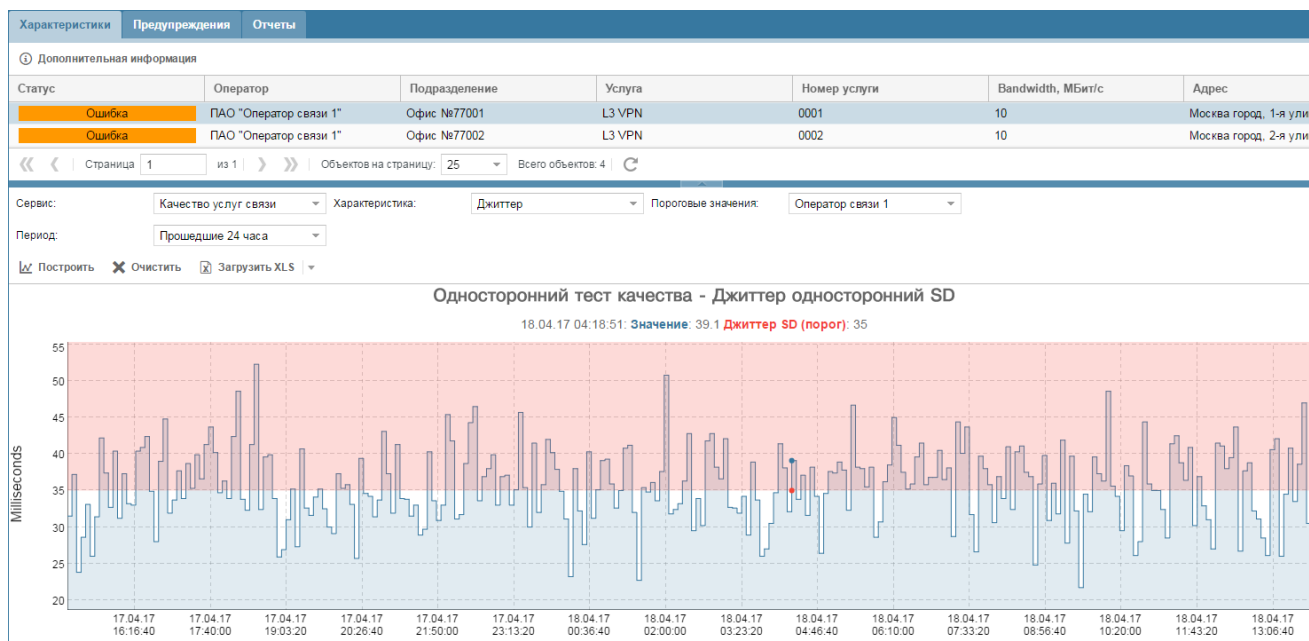 Характеристики Предупреждения Отчеты
Дополнительная информация
Статус Оператор Подразделение Услуга Номер услуги Bandwidth, МБит/с Адрес
Ошибка ПАО "Оператор связи 1" Офис №77001 L3 VPN 0001 10 Москва город, 1-я ули
Ошибка ПАО "Оператор связи 1" Офис №77002 L3 VPN 0002 10 Москва город, 2-я ули
Страница 1 из 1 Объектов на страницу: 25 Всего объектов: 4
Сервис: Качество услуг связи Характеристика: Джиттер Пороговые значения: Оператор связи 1
Период: Прошедшие 24 часа
Построить Очистить Загрузить XLS
Односторонний тест качества - Джиттер односторонний SD
18.04.17 04:18:51: Значение: 39.1 Джиттер SD (порог): 35
Milliseconds
55
50
45
40
35
30
25
20
17.04.17 17.04.17 17.04.17 17.04.17 17.04.17 17.04.17 18.04.17 18.04.17 18.04.17 18.04.17 18.04.17 18.04.17 18.04.17 18.04.17 18.04.17 18.04.17
16:16:40 17:40:00 19:03:20 20:26:40 21:50:00 23:13:20 00:36:40 02:00:00 03:23:20 04:46:40 06:10:00 07:33:20 08:56:40 10:20:00 11:43:20 13:06:40